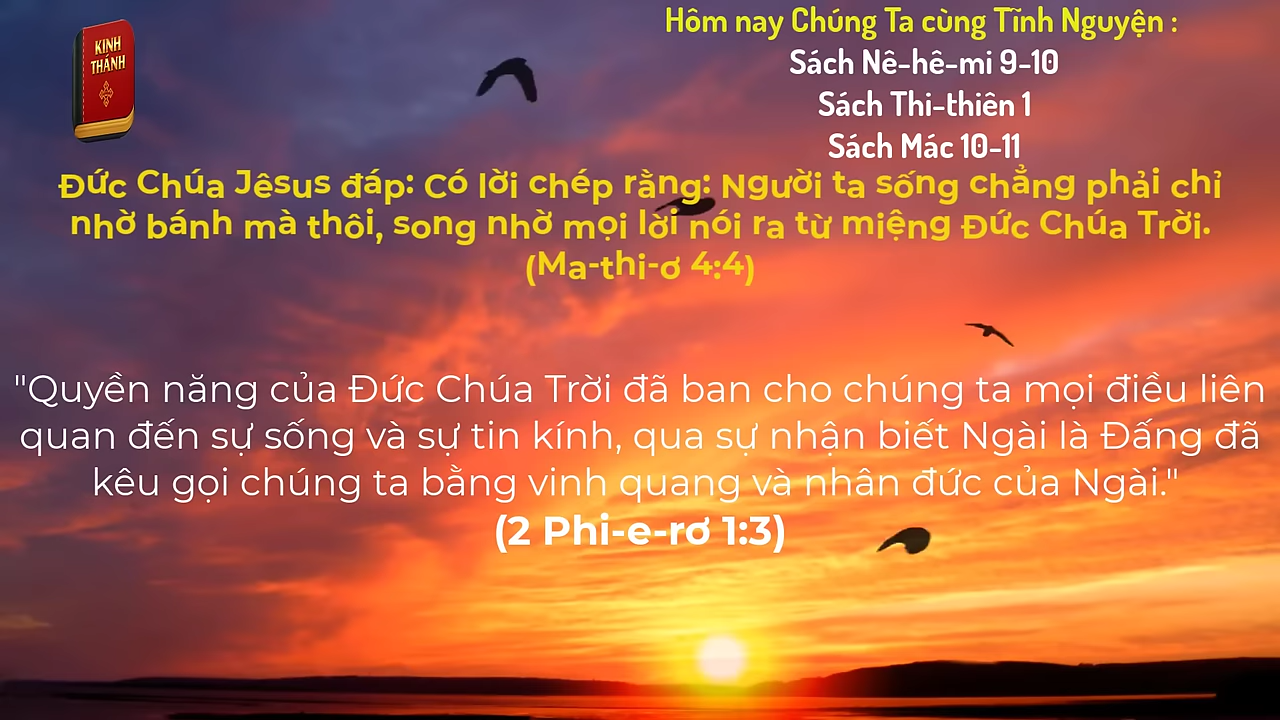 KINH
THÁNH
Hôm nay Chúng Ta cùng Tĩnh Nguyện :
Sách Nê-hê-mi 9-10
Sách Thi-thiên 1
Sách Mác 10-11
Đức Chúa Jêsus đáp: Có lời chép rằng: Người ta sống chẳng phải chỉ
nhờ bánh mà thôi, song nhờ mọi lời nói ra từ miệng Đức Chúa Trời.
(Ma-thi-ơ 4:4)
"Quyền năng của Đức Chúa Trời đã ban cho chúng ta mọi điều liên
quan đến sự sống và sự tin kính, qua sự nhận biết Ngài là Đấng đã
kêu gọi chúng ta bằng vinh quang và nhân đức của Ngài."
(2 Phi-e-rơ 1:3)